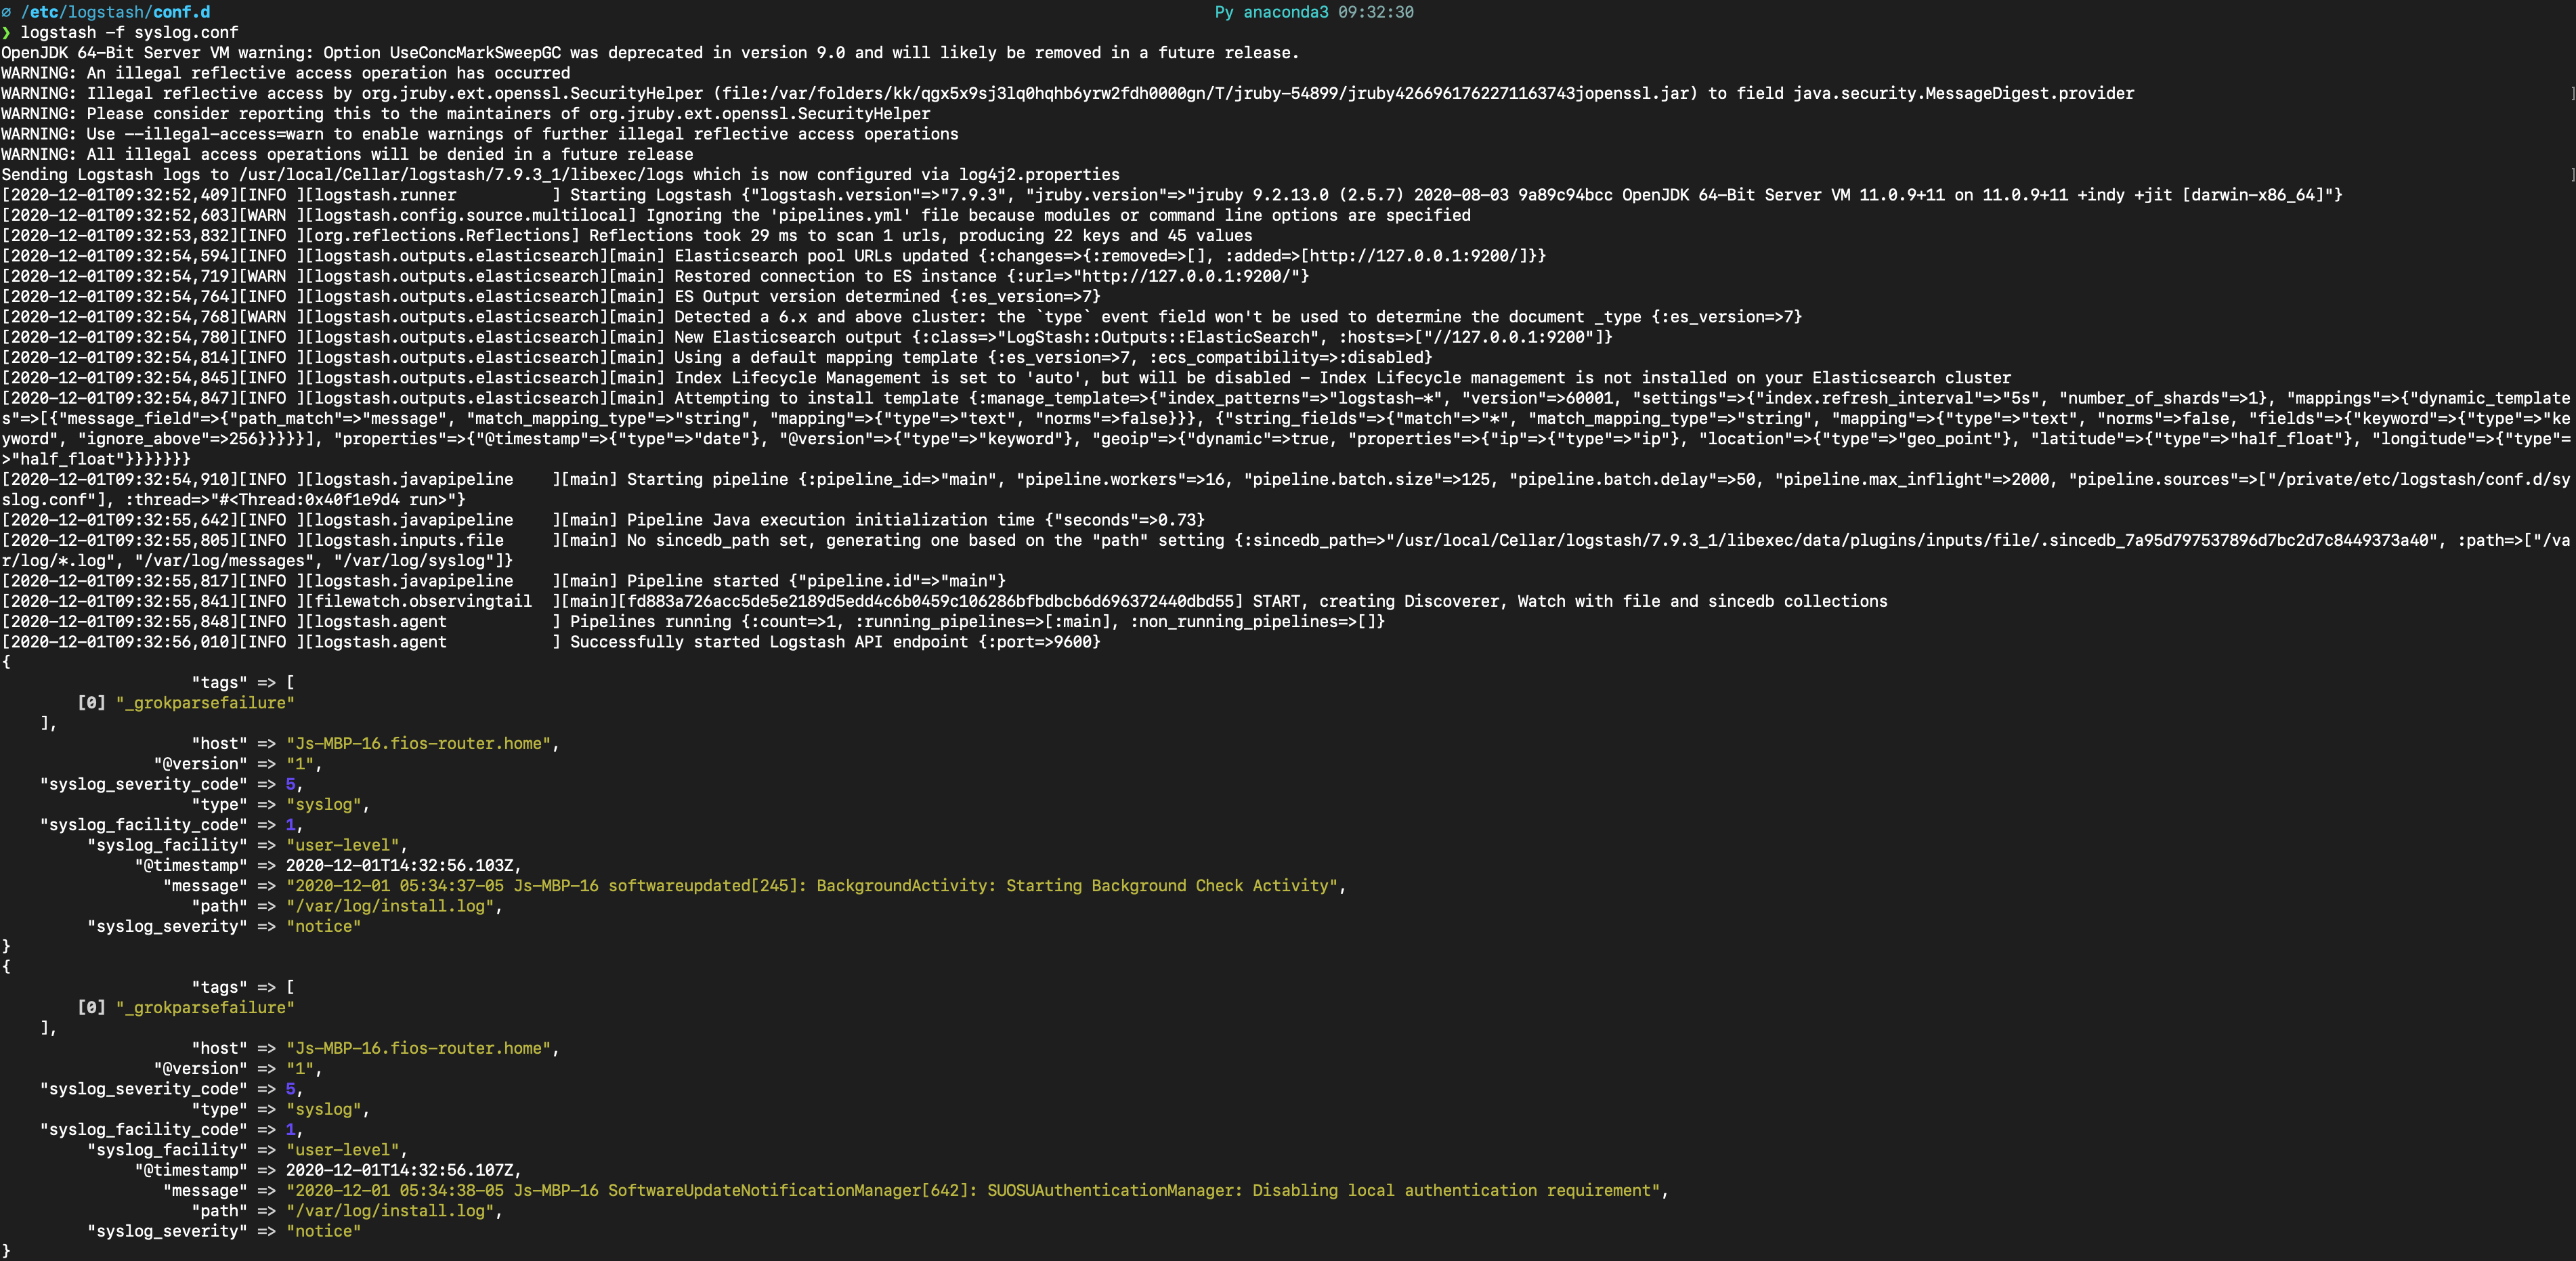 ∅ /etc/logstash/conf.d Py anaconda3 09:32:30
❯ logstash -f syslog.conf
OpenJDK 64-Bit Server VM warning: Option UseConcMarkSweepGC was deprecated in version 9.0 and will likely be removed in a future release.
WARNING: An illegal reflective access operation has occurred
WARNING: Illegal reflective access by org.jruby.ext.openssl.SecurityHelper (file:/var/folders/kk/qgx5x9sj3lq0hqhb6yrw2fdh0000gn/T/jruby-54899/jruby4266961762271163743jopenssl.jar) to field java.security.MessageDigest.provider
WARNING: Please consider reporting this to the maintainers of org.jruby.ext.openssl.SecurityHelper
WARNING: Use --illegal-access=warn to enable warnings of further illegal reflective access operations
WARNING: All illegal access operations will be denied in a future release
Sending Logstash logs to /usr/local/Cellar/logstash/7.9.3_1/libexec/logs which is now configured via log4j2.properties
[2020-12-01T09:32:52,409][INFO ][logstash.runner          ] Starting Logstash {"logstash.version"=>"7.9.3", "jruby.version"=>"jruby 9.2.13.0 (2.5.7) 2020-08-03 9a89c94bcc OpenJDK 64-Bit Server VM 11.0.9+11 on 11.0.9+11 +indy +jit [darwin-x86_64]"}
[2020-12-01T09:32:52,603][WARN ][logstash.config.source.multilocal] Ignoring the 'pipelines.yml' file because modules or command line options are specified
[2020-12-01T09:32:53,832][INFO ][org.reflections.Reflections] Reflections took 29 ms to scan 1 urls, producing 22 keys and 45 values
[2020-12-01T09:32:54,594][INFO ][logstash.outputs.elasticsearch][main] Elasticsearch pool URLs updated {:changes=>{:removed=>[], :added=>[http://127.0.0.1:9200/]}}
[2020-12-01T09:32:54,719][WARN ][logstash.outputs.elasticsearch][main] Restored connection to ES instance {:url=>"http://127.0.0.1:9200/"}
[2020-12-01T09:32:54,764][INFO ][logstash.outputs.elasticsearch][main] ES Output version determined {:es_version=>7}
[2020-12-01T09:32:54,768][WARN ][logstash.outputs.elasticsearch][main] Detected a 6.x and above cluster: the `type` event field won't be used to determine the document _type {:es_version=>7}
[2020-12-01T09:32:54,780][INFO ][logstash.outputs.elasticsearch][main] New Elasticsearch output {:class=>"LogStash::Outputs::ElasticSearch", :hosts=>["//127.0.0.1:9200"]}
[2020-12-01T09:32:54,814][INFO ][logstash.outputs.elasticsearch][main] Using a default mapping template {:es_version=>7, :ecs_compatibility=>:disabled}
[2020-12-01T09:32:54,845][INFO ][logstash.outputs.elasticsearch][main] Index Lifecycle Management is set to 'auto', but will be disabled - Index Lifecycle management is not installed on your Elasticsearch cluster
[2020-12-01T09:32:54,847][INFO ][logstash.outputs.elasticsearch][main] Attempting to install template {:manage_template=>{"index_patterns"=>"logstash-*", "version"=>60001, "settings"=>{"index.refresh_interval"=>"5s", "number_of_shards"=>1}, "mappings"=>{"dynamic_template
s"=>[{"message_field"=>{"path_match"=>"message", "match_mapping_type"=>"string", "mapping"=>{"type"=>"text", "norms"=>false}}}, {"string_fields"=>{"match"=>"*", "match_mapping_type"=>"string", "mapping"=>{"type"=>"text", "norms"=>false, "fields"=>{"keyword"=>{"type"=>"ke
yword", "ignore_above"=>256}}}}}], "properties"=>{"@timestamp"=>{"type"=>"date"}, "@version"=>{"type"=>"keyword"}, "geoip"=>{"dynamic"=>true, "properties"=>{"ip"=>{"type"=>"ip"}, "location"=>{"type"=>"geo_point"}, "latitude"=>{"type"=>"half_float"}, "longitude"=>{"type"=
>"half_float"}}}}}}}
[2020-12-01T09:32:54,910][INFO ][logstash.javapipeline    ][main] Starting pipeline {:pipeline_id=>"main", "pipeline.workers"=>16, "pipeline.batch.size"=>125, "pipeline.batch.delay"=>50, "pipeline.max_inflight"=>2000, "pipeline.sources"=>["/private/etc/logstash/conf.d/sy
slog.conf"], :thread=>"#<Thread:0x40f1e9d4 run>"}
[2020-12-01T09:32:55,642][INFO ][logstash.javapipeline    ][main] Pipeline Java execution initialization time {"seconds"=>0.73}
[2020-12-01T09:32:55,805][INFO ][logstash.inputs.file     ][main] No sincedb_path set, generating one based on the "path" setting {:sincedb_path=>"/usr/local/Cellar/logstash/7.9.3_1/libexec/data/plugins/inputs/file/.sincedb_7a95d797537896d7bc2d7c8449373a40", :path=>["/va
r/log/*.log", "/var/log/messages", "/var/log/syslog"]}
[2020-12-01T09:32:55,817][INFO ][logstash.javapipeline    ][main] Pipeline started {"pipeline.id"=>"main"}
[2020-12-01T09:32:55,841][INFO ][filewatch.observingtail  ][main][fd883a726acc5de5e2189d5edd4c6b0459c106286bfbdbcb6d696372440dbd55] START, creating Discoverer, Watch with file and sincedb collections
[2020-12-01T09:32:55,848][INFO ][logstash.agent           ] Pipelines running {:count=>1, :running_pipelines=>[:main], :non_running_pipelines=>[]}
[2020-12-01T09:32:56,010][INFO ][logstash.agent           ] Successfully started Logstash API endpoint {:port=>9600}
{
"tags" => [
[0] "_grokparsefailure"
],
"host" => "Js-MBP-16.fios-router.home",
"@version" => "1",
"syslog_severity_code" => 5,
"type" => "syslog",
"syslog_facility_code" => 1,
"syslog_facility" => "user-level",
"@timestamp" => 2020-12-01T14:32:56.103Z,
"message" => "2020-12-01 05:34:37-05 Js-MBP-16 softwareupdated[245]: BackgroundActivity: Starting Background Check Activity",
"path" => "/var/log/install.log",
"syslog_severity" => "notice"
}
{
"tags" => [
[0] "_grokparsefailure"
],
"host" => "Js-MBP-16.fios-router.home",
"@version" => "1",
"syslog_severity_code" => 5,
"type" => "syslog",
"syslog_facility_code" => 1,
"syslog_facility" => "user-level",
"@timestamp" => 2020-12-01T14:32:56.107Z,
"message" => "2020-12-01 05:34:38-05 Js-MBP-16 SoftwareUpdateNotificationManager[642]: SUOSUAuthenticationManager: Disabling local authentication requirement",
"path" => "/var/log/install.log",
"syslog_severity" => "notice"
}